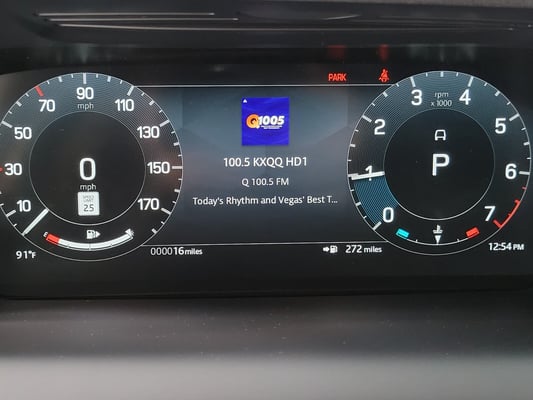 PARK
70 90 110
mph
50 130
30 150
10 170
0
mph
SPEED LIMIT
25
E
91°F
000016 miles
Q100.5
100.5 KXQQ HD1
Q 100.5 FM
Today's Rhythm and Vegas' Best T...
272 miles
3 4
rpm
x 1000
2 5
1 6
0 7
P
12:54 PM